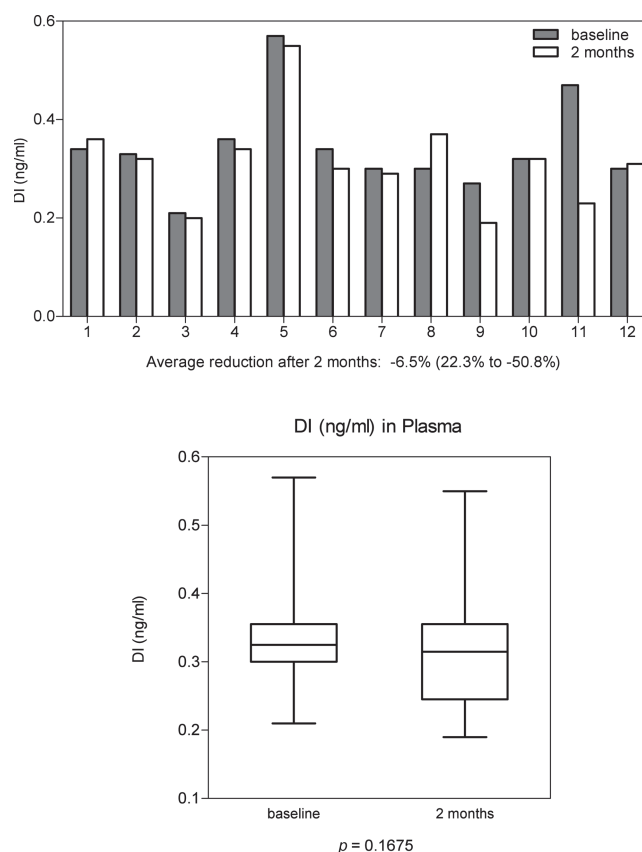 0.6
baseline
2 months
0.4
DI (ng/ml)
0.2
0.0
1 2 3 4 5 6 7 8 9 10 11 12
Average reduction after 2 months: -6.5% (22.3% to -50.8%)
DI (ng/ml) in Plasma
0.6
0.5
0.4
DI (ng/ml)
0.3
0.2
0.1
baseline 2 months
p = 0.1675